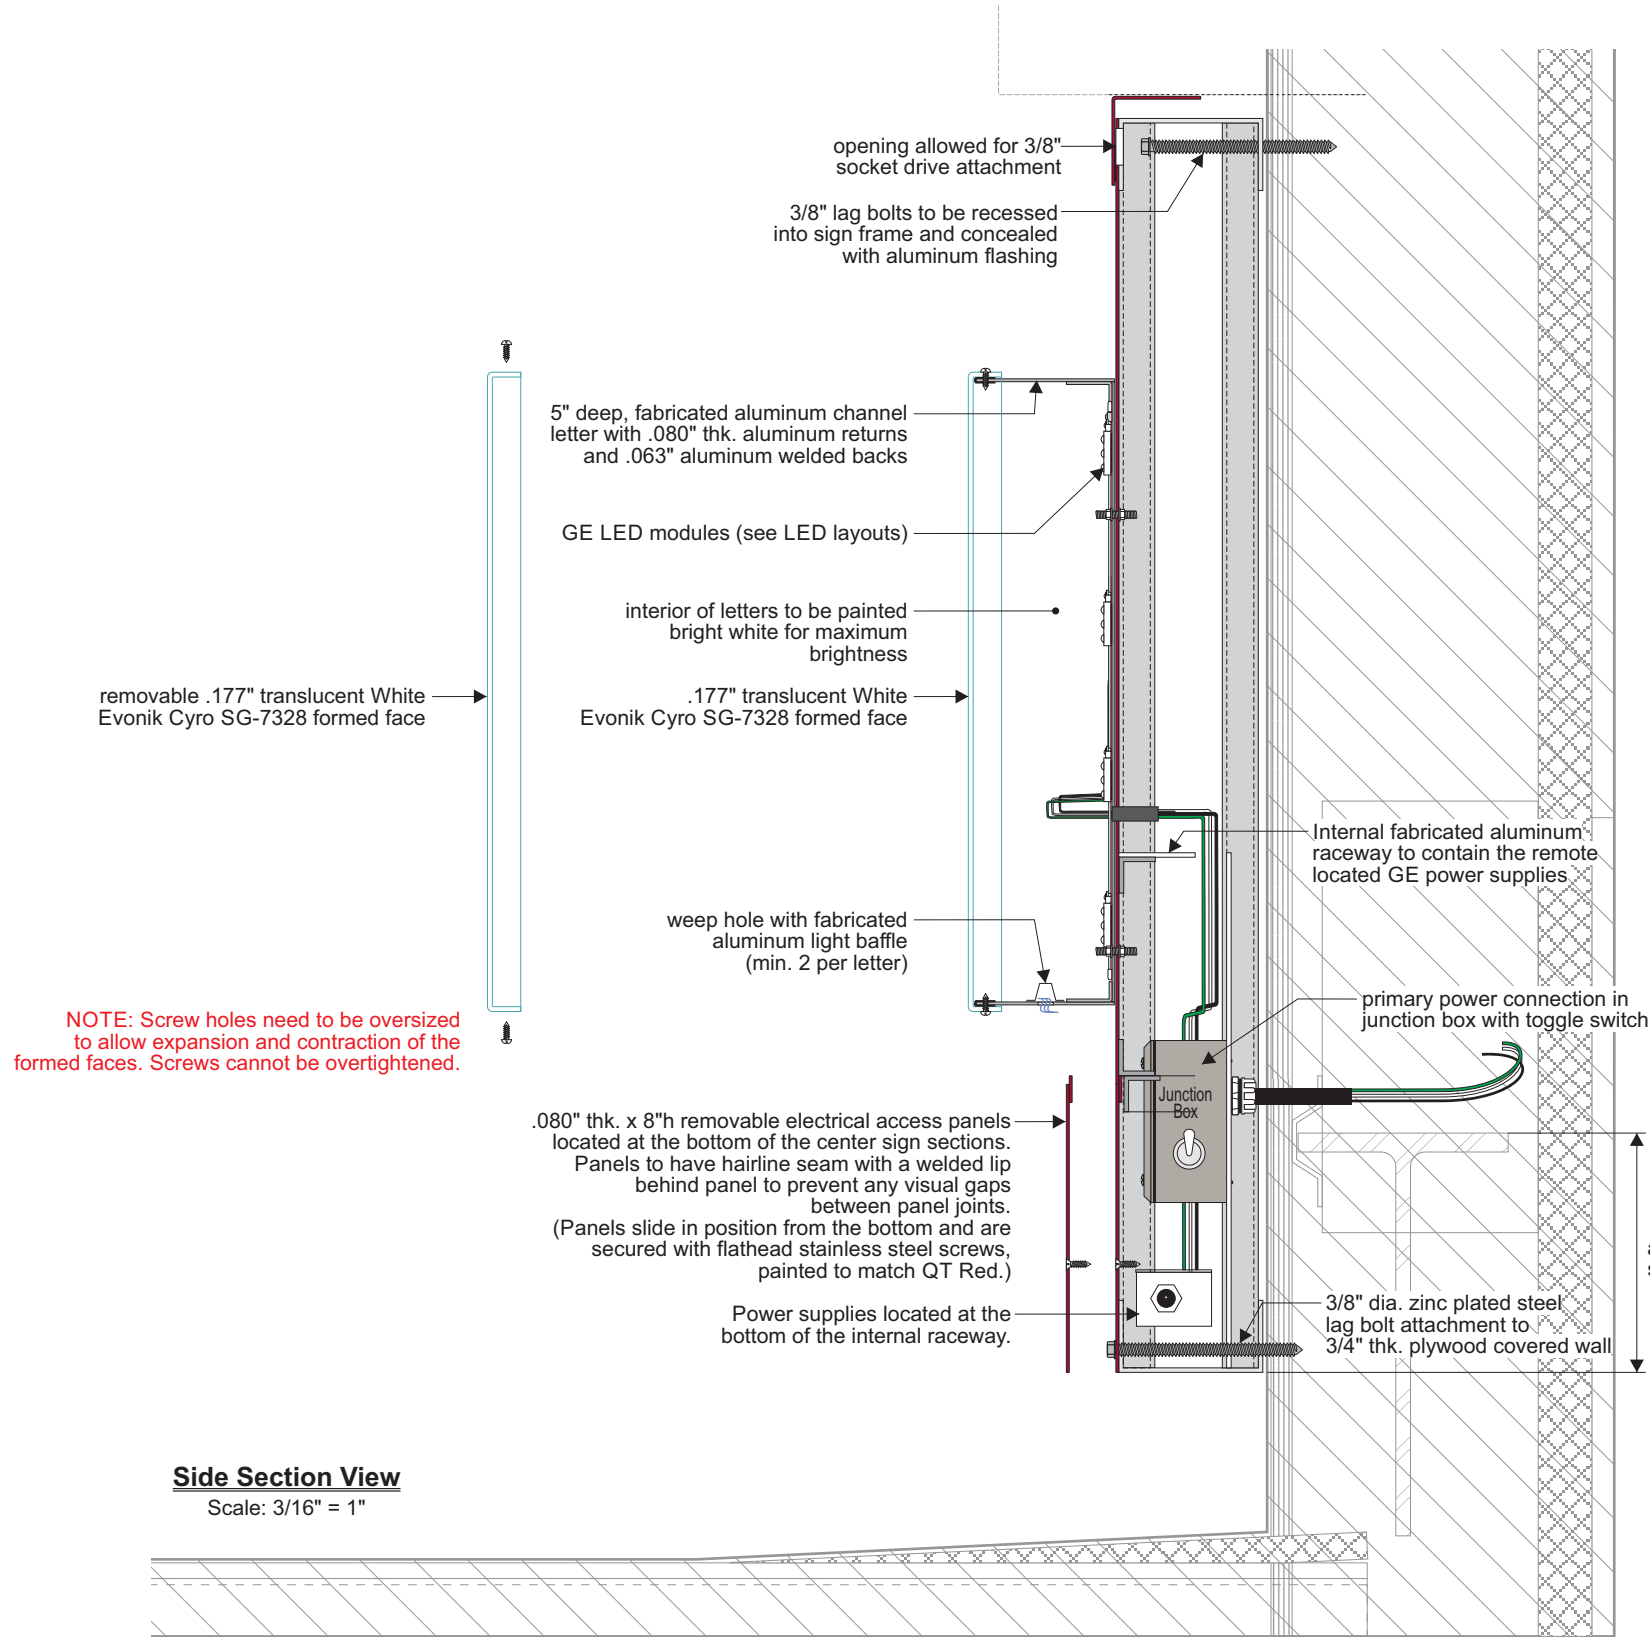 opening allowed for 3/8"
socket drive attachment
3/8" lag bolts to be recessed
into sign frame and concealed
with aluminum flashing
5" deep, fabricated aluminum channel
letter with .080" thk. aluminum returns
and .063" aluminum welded backs
GE LED modules (see LED layouts)
interior of letters to be painted
bright white for maximum
brightness
removable .177" translucent White
Evonik Cyro SG-7328 formed face
.177" translucent White
Evonik Cyro SG-7328 formed face
Internal fabricated aluminum
raceway to contain the remote
located GE power supplies
weep hole with fabricated
aluminum light baffle
(min. 2 per letter)
primary power connection in
junction box with toggle switch
NOTE: Screw holes need to be oversized
to allow expansion and contraction of the
formed faces. Screws cannot be overtightened.
Junction
Box
.080" thk. x 8"h removable electrical access panels
located at the bottom of the center sign sections.
Panels to have hairline seam with a welded lip
behind panel to prevent any visual gaps
between panel joints.
(Panels slide in position from the bottom and are
secured with flathead stainless steel screws,
painted to match QT Red.)
Power supplies located at the
bottom of the internal raceway.
3/8" dia. zinc plated steel
lag bolt attachment to
3/4" thk. plywood covered wall
Side Section View
Scale: 3/16" = 1"